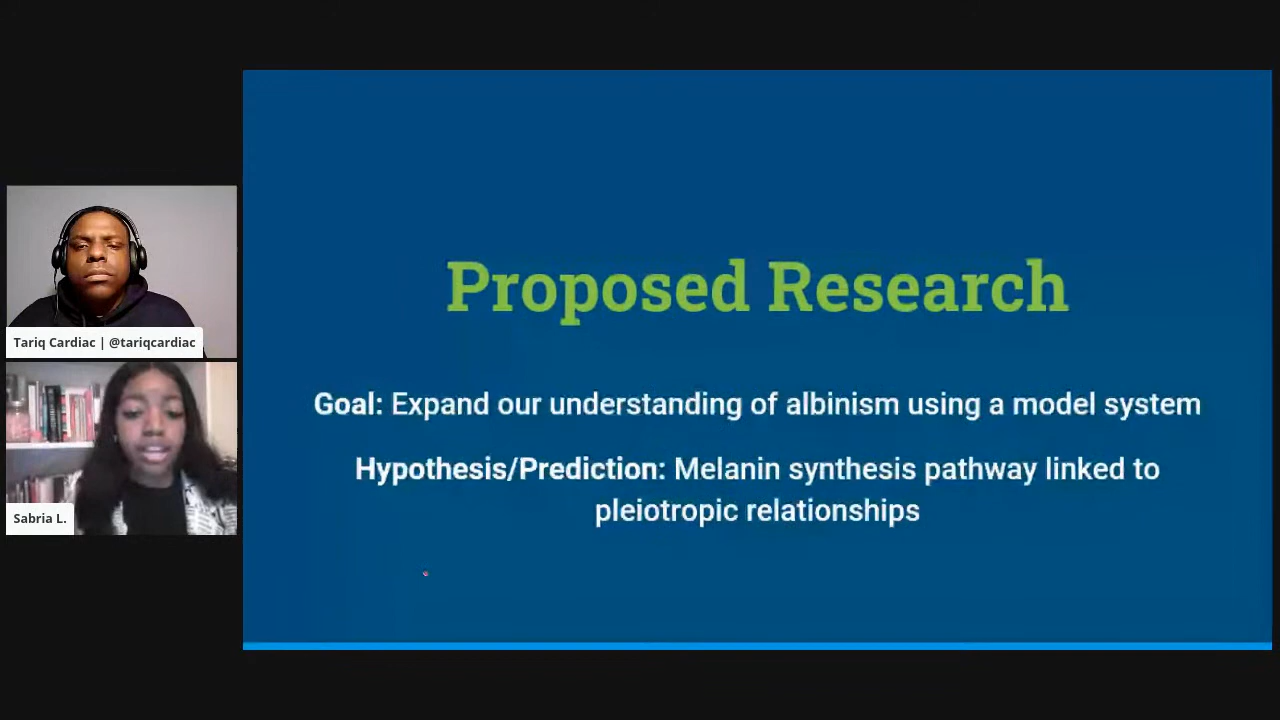 Tariq Cardiac | @tariqcardiac
Sabria L.
Proposed Research
Goal: Expand our understanding of albinism using a model system
Hypothesis/Prediction: Melanin synthesis pathway linked to
pleiotropic relationships